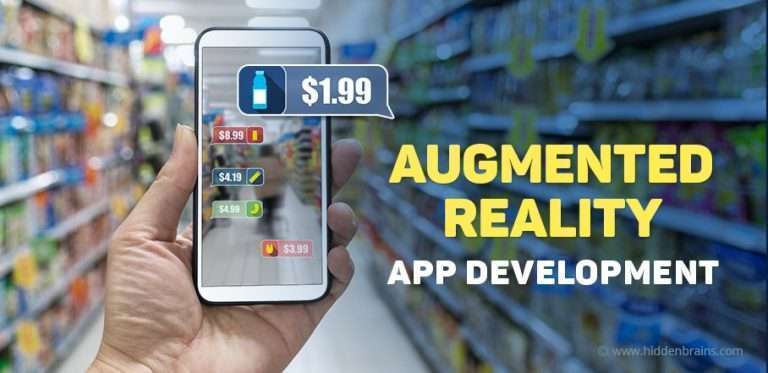 $1.99
$8.99
$4.19
$4.99
$3.99
AUGMENTED
REALITY
APP DEVELOPMENT
© www.hiddenbrains.com